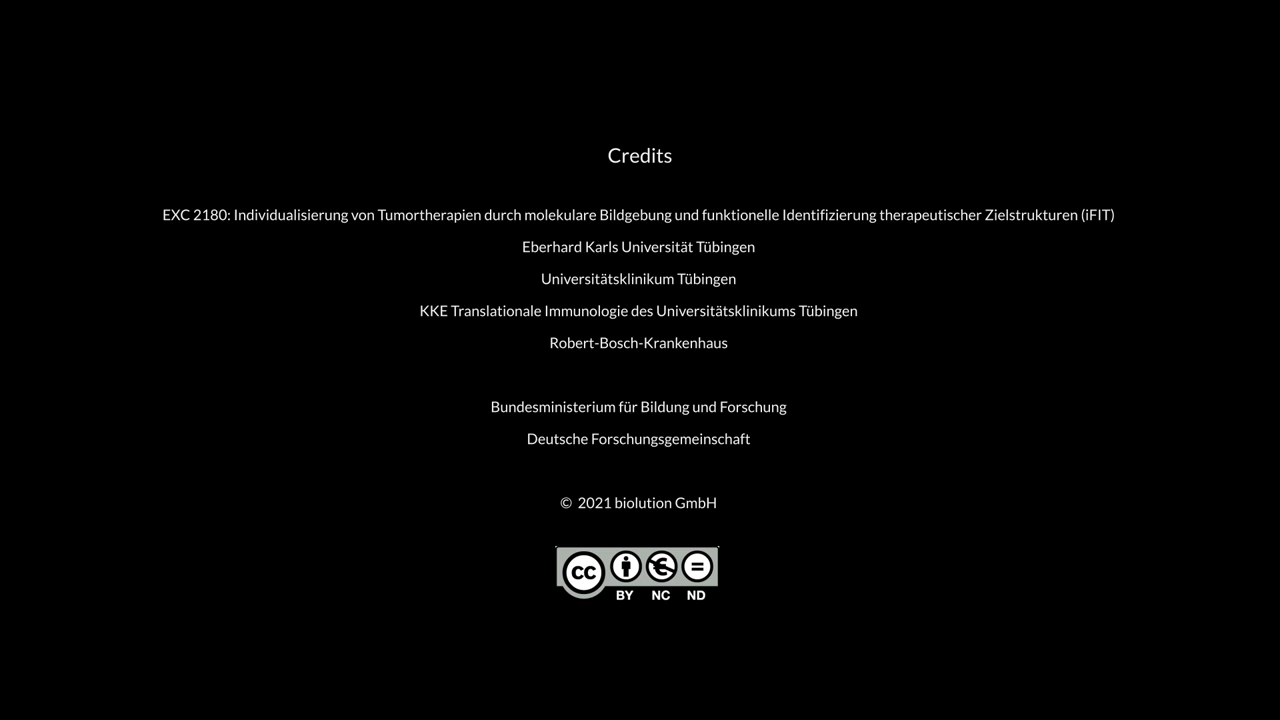 Credits
EXC 2180: Individualisierung von Tumortherapien durch molekulare Bildgebung und funktionelle Identifizierung therapeutischer Zielstrukturen (iFIT)
Eberhard Karls Universität Tübingen
Universitätsklinikum Tübingen
KKE Translationale Immunologie des Universitätsklinikums Tübingen
Robert-Bosch-Krankenhaus
Bundesministerium für Bildung und Forschung
Deutsche Forschungsgemeinschaft
© 2021 biolution GmbH
cc
BY NC ND